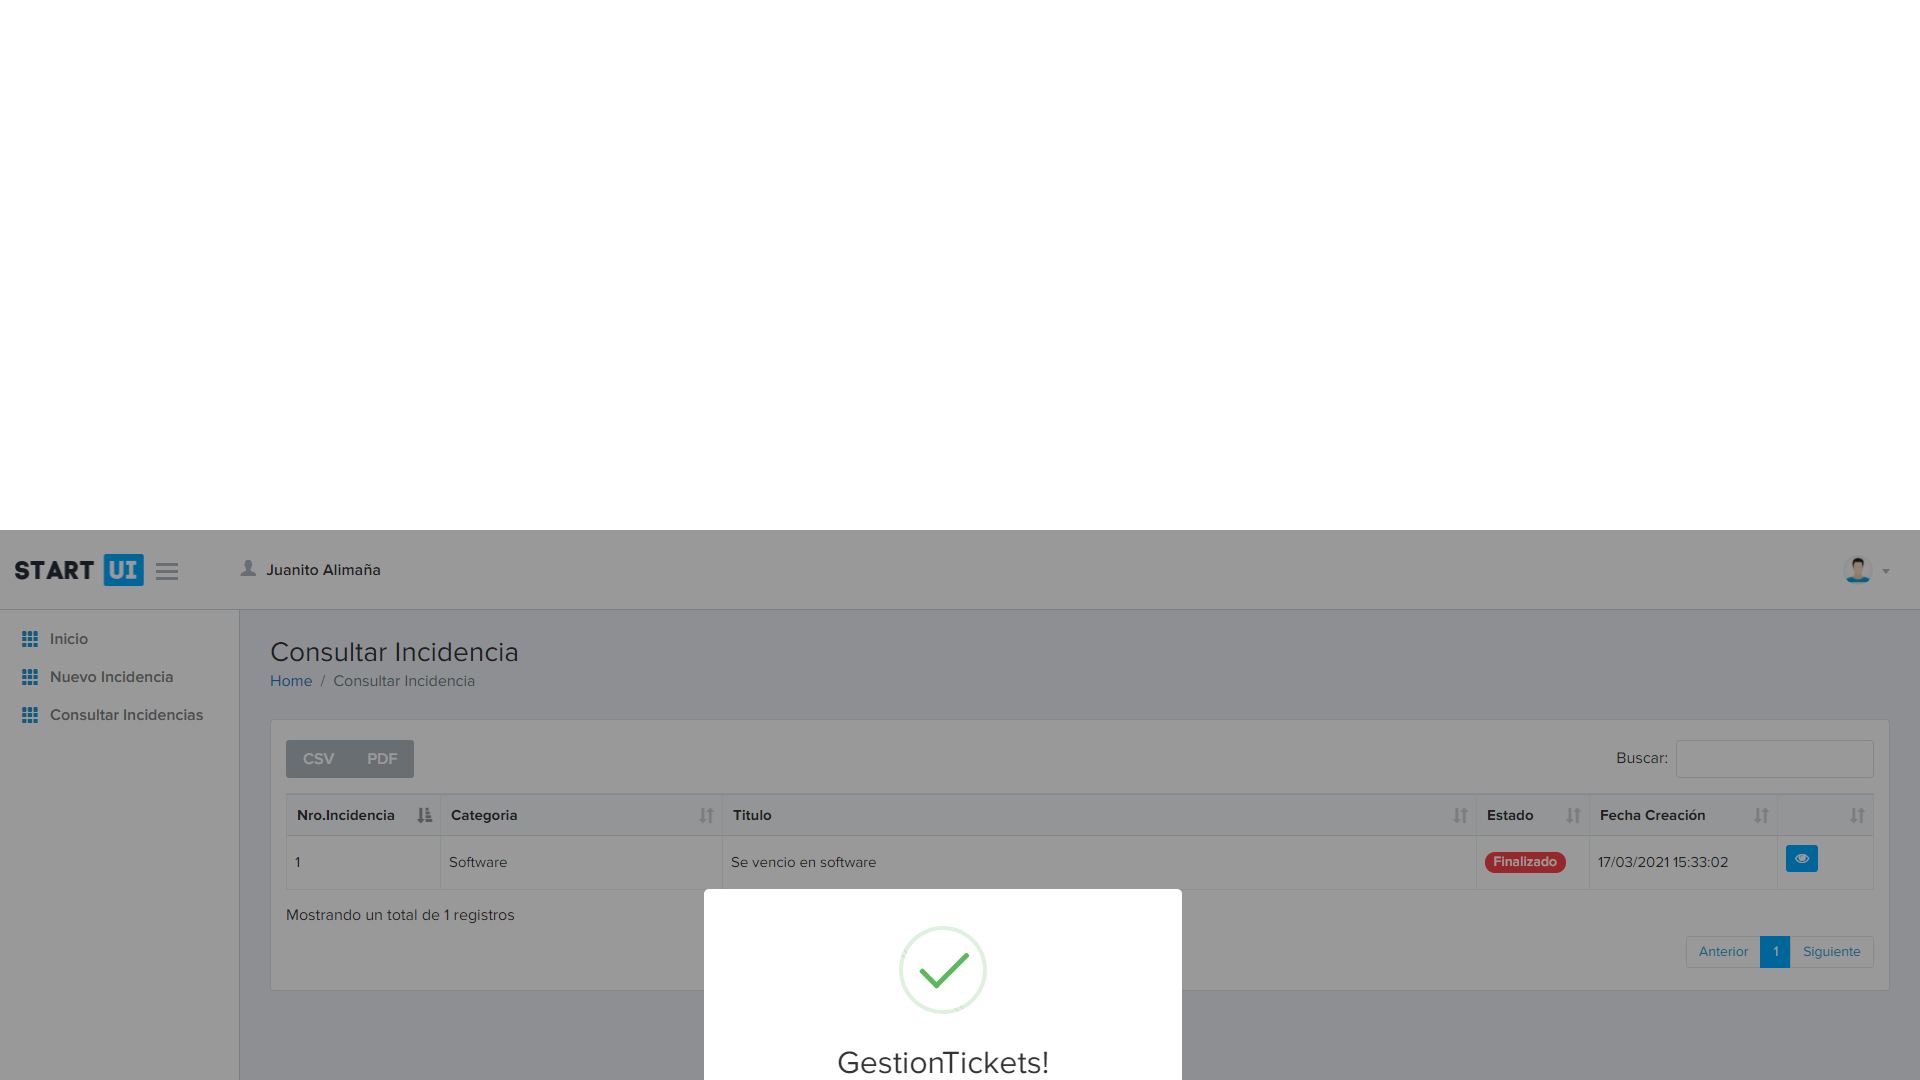 START UI
Juanito Alimaña
Inicio
Nuevo Incidencia
Consultar Incidencias
Consultar Incidencia
Home / Consultar Incidencia
CSV PDF
Buscar:
Nro.Incidencia Categoria Titulo Estado Fecha Creación
1 Software Se vencio en software Finalizado 17/03/2021 15:33:02
Mostrando un total de 1 registros
Anterior 1 Siguiente
GestionTickets!